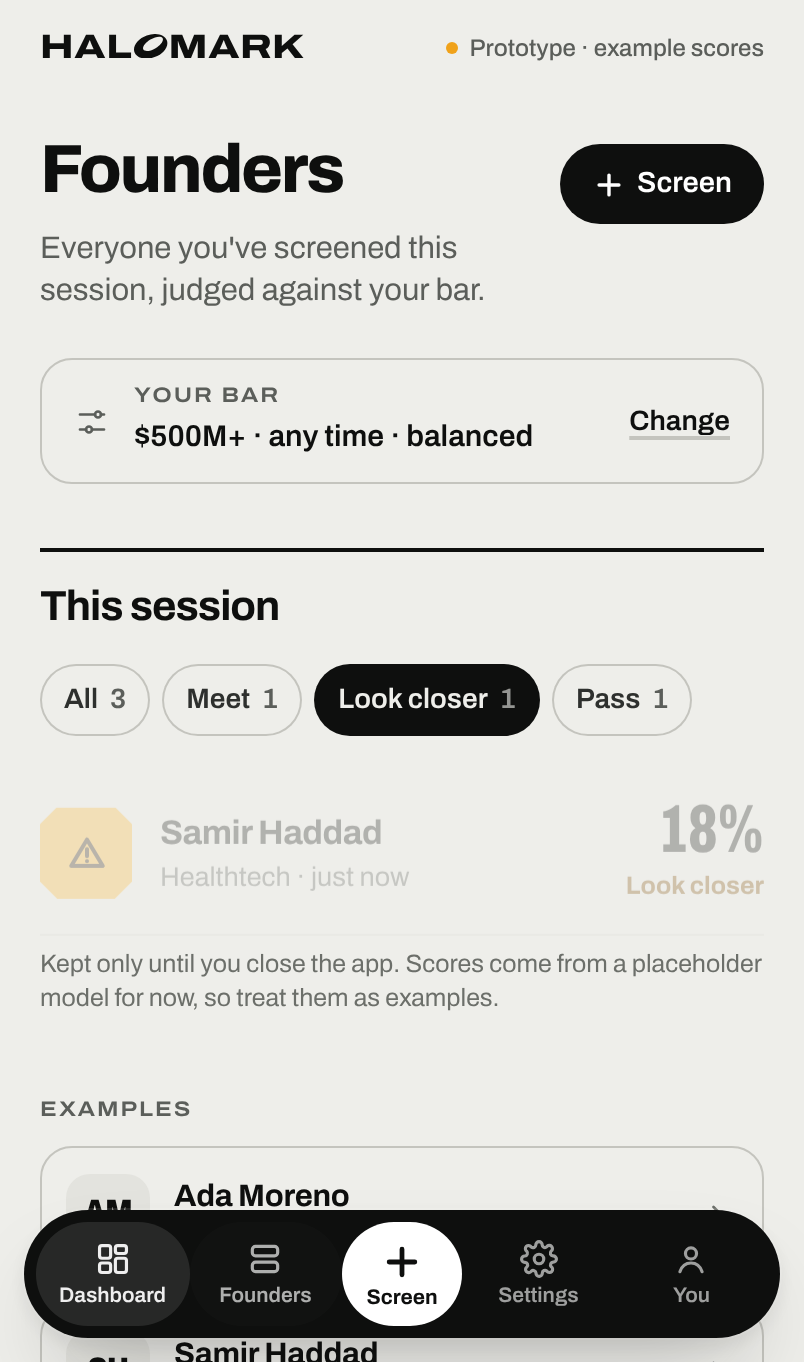 HALOMARK
Prototype · example scores
Founders
Screen
Everyone you've screened this
session, judged against your bar.
YOUR BAR
$500M+ · any time · balanced
Change
This session
All 3
Meet 1
Look closer 1
Pass 1
Samir Haddad
18%
Healthtech · just now
Look closer
Kept only until you close the app. Scores come from a placeholder
model for now, so treat them as examples.
EXAMPLES
AM
Ada Moreno
Dashboard
Founders
Screen
Settings
You
Samir Haddad